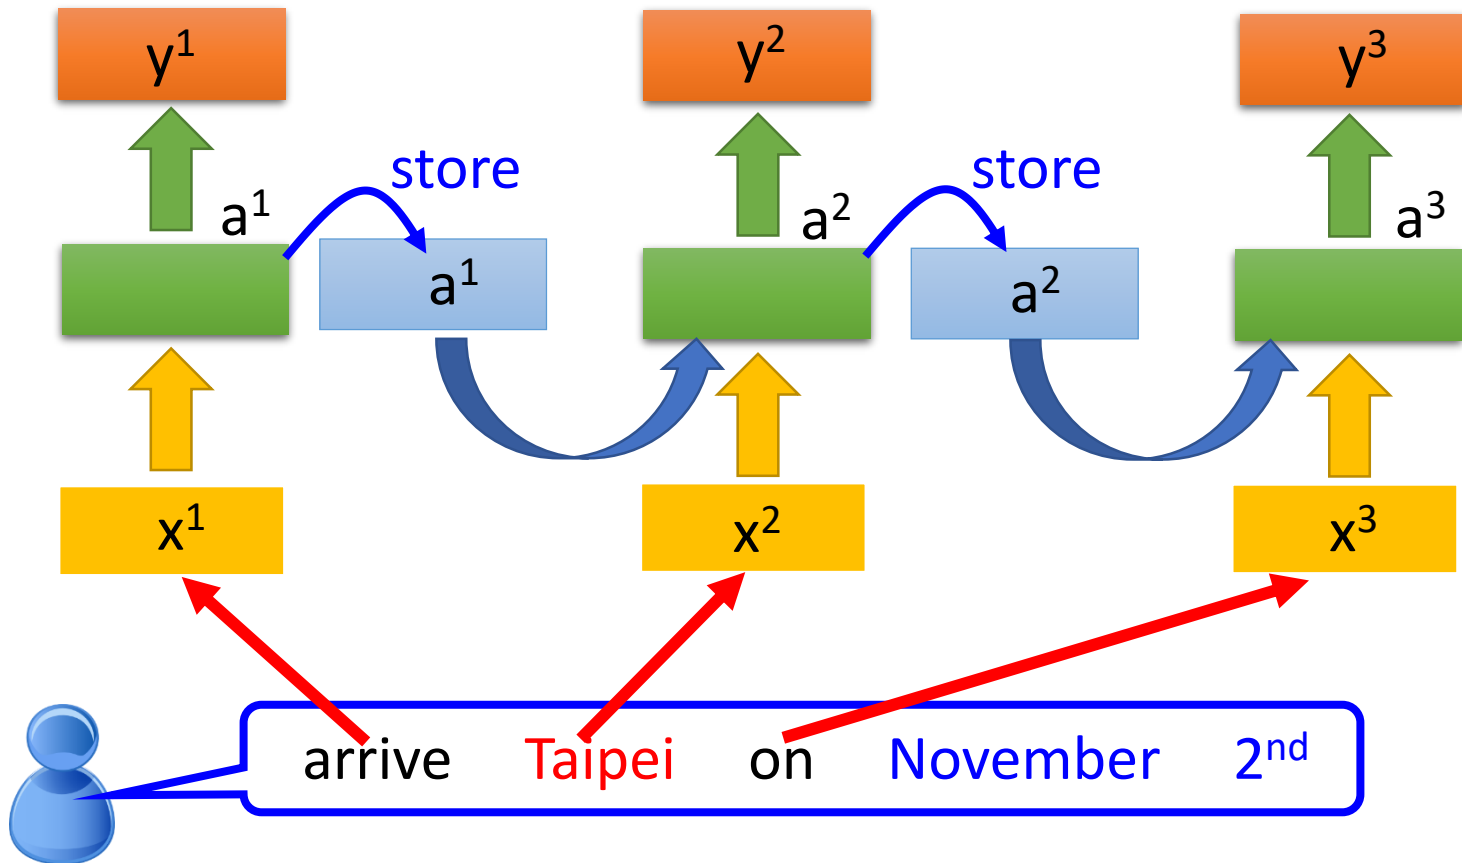 y¹ y² y³
store store
a¹ a² a³
a¹ a²
x¹ x² x³
arrive Taipei on November 2ⁿᵈ